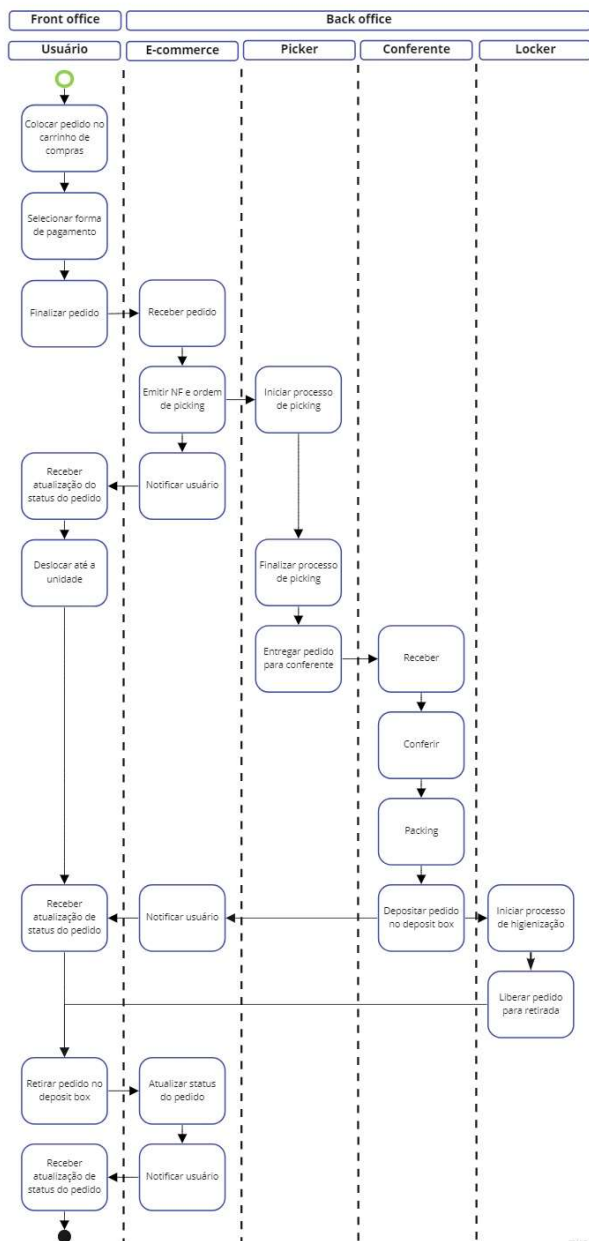 Front office
Back office
Usuário
E-commerce
Picker
Conferente
Locker
Colocar pedido no
carrinho de
compras
Selecionar forma
de pagamento
Finalizar pedido
Receber pedido
Emitir NF e ordem
de picking
Iniciar processo
de picking
Receber
atualização do
status do pedido
Notificar usuário
Deslocar até a
unidade
Finalizar processo
de picking
Entregar pedido
para conferente
Receber
Conferir
Packing
Receber
atualização de
status do pedido
Notificar usuário
Depositar pedido
no deposit box
Iniciar processo
de higienização
Liberar pedido
para retirada
Retirar pedido no
deposit box
Atualizar status
do pedido
Receber
atualização de
status do pedido
Notificar usuário